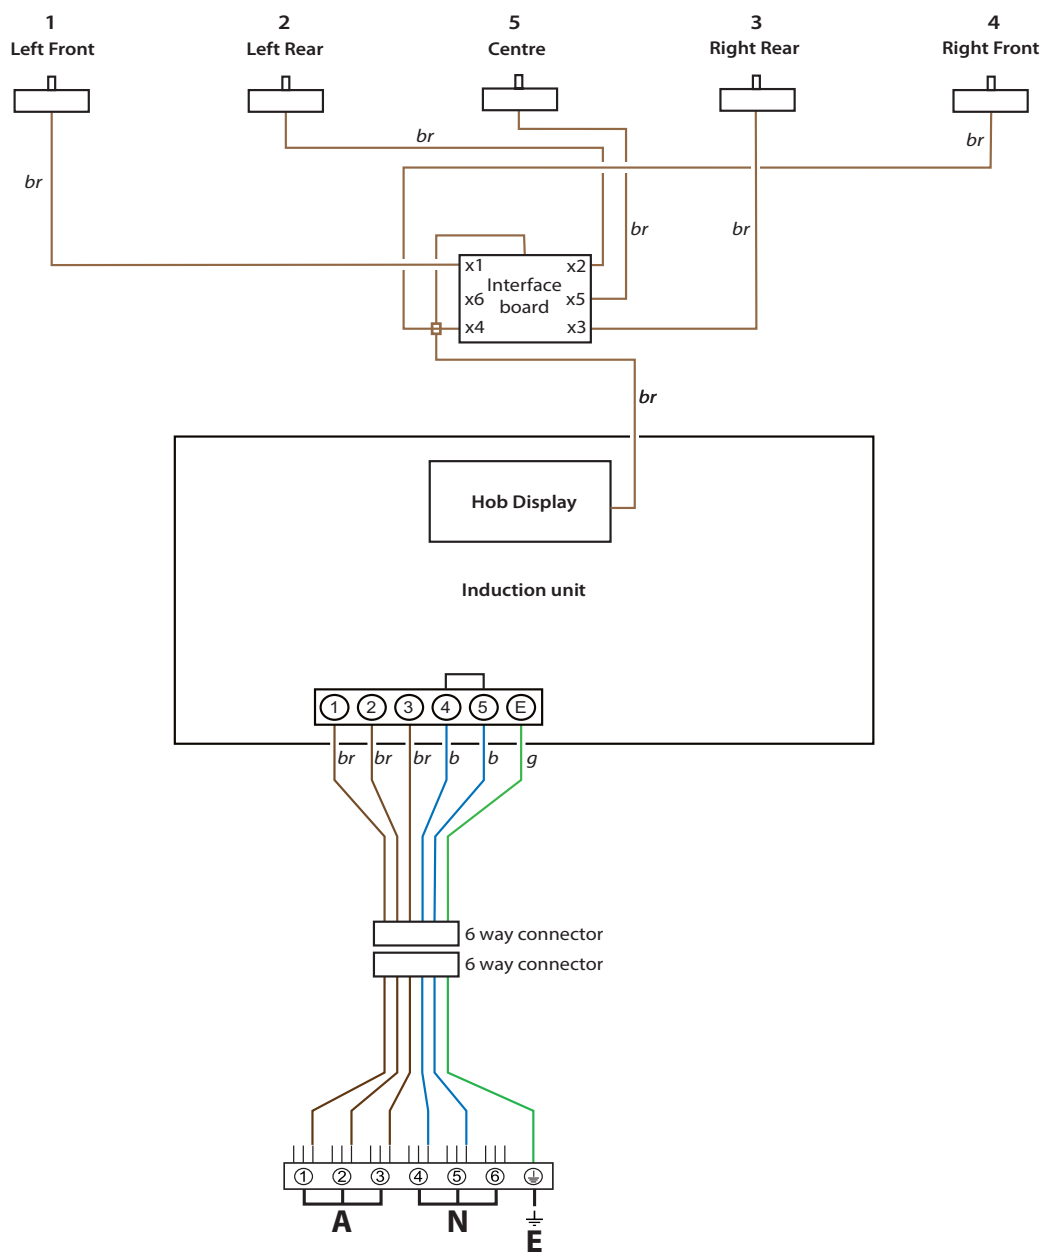 1 2 5 3 4
Left Front Left Rear Centre Right Rear Right Front
br br
br
br br
x1 x2
Interface
x6 x5
board
x4 x3
br
Hob Display
Induction unit
1 2 3 4 5 E
br br br b b g
6 way connector
6 way connector
1 2 3 4 5 6
A N
E